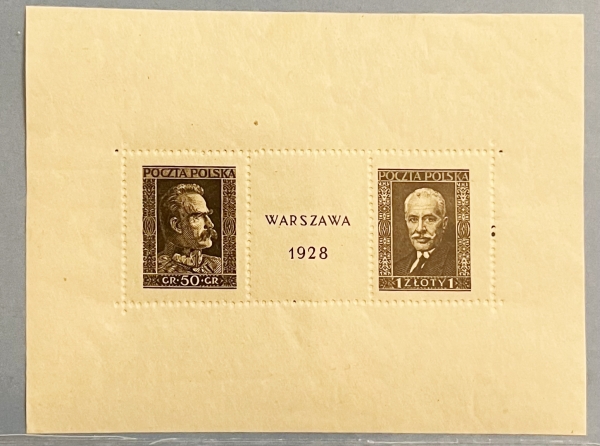 POCZTA POLSKA
GR·50·GR
WARSZAWA
1928
POCZTA POLSKA
1 ZŁOTY 1